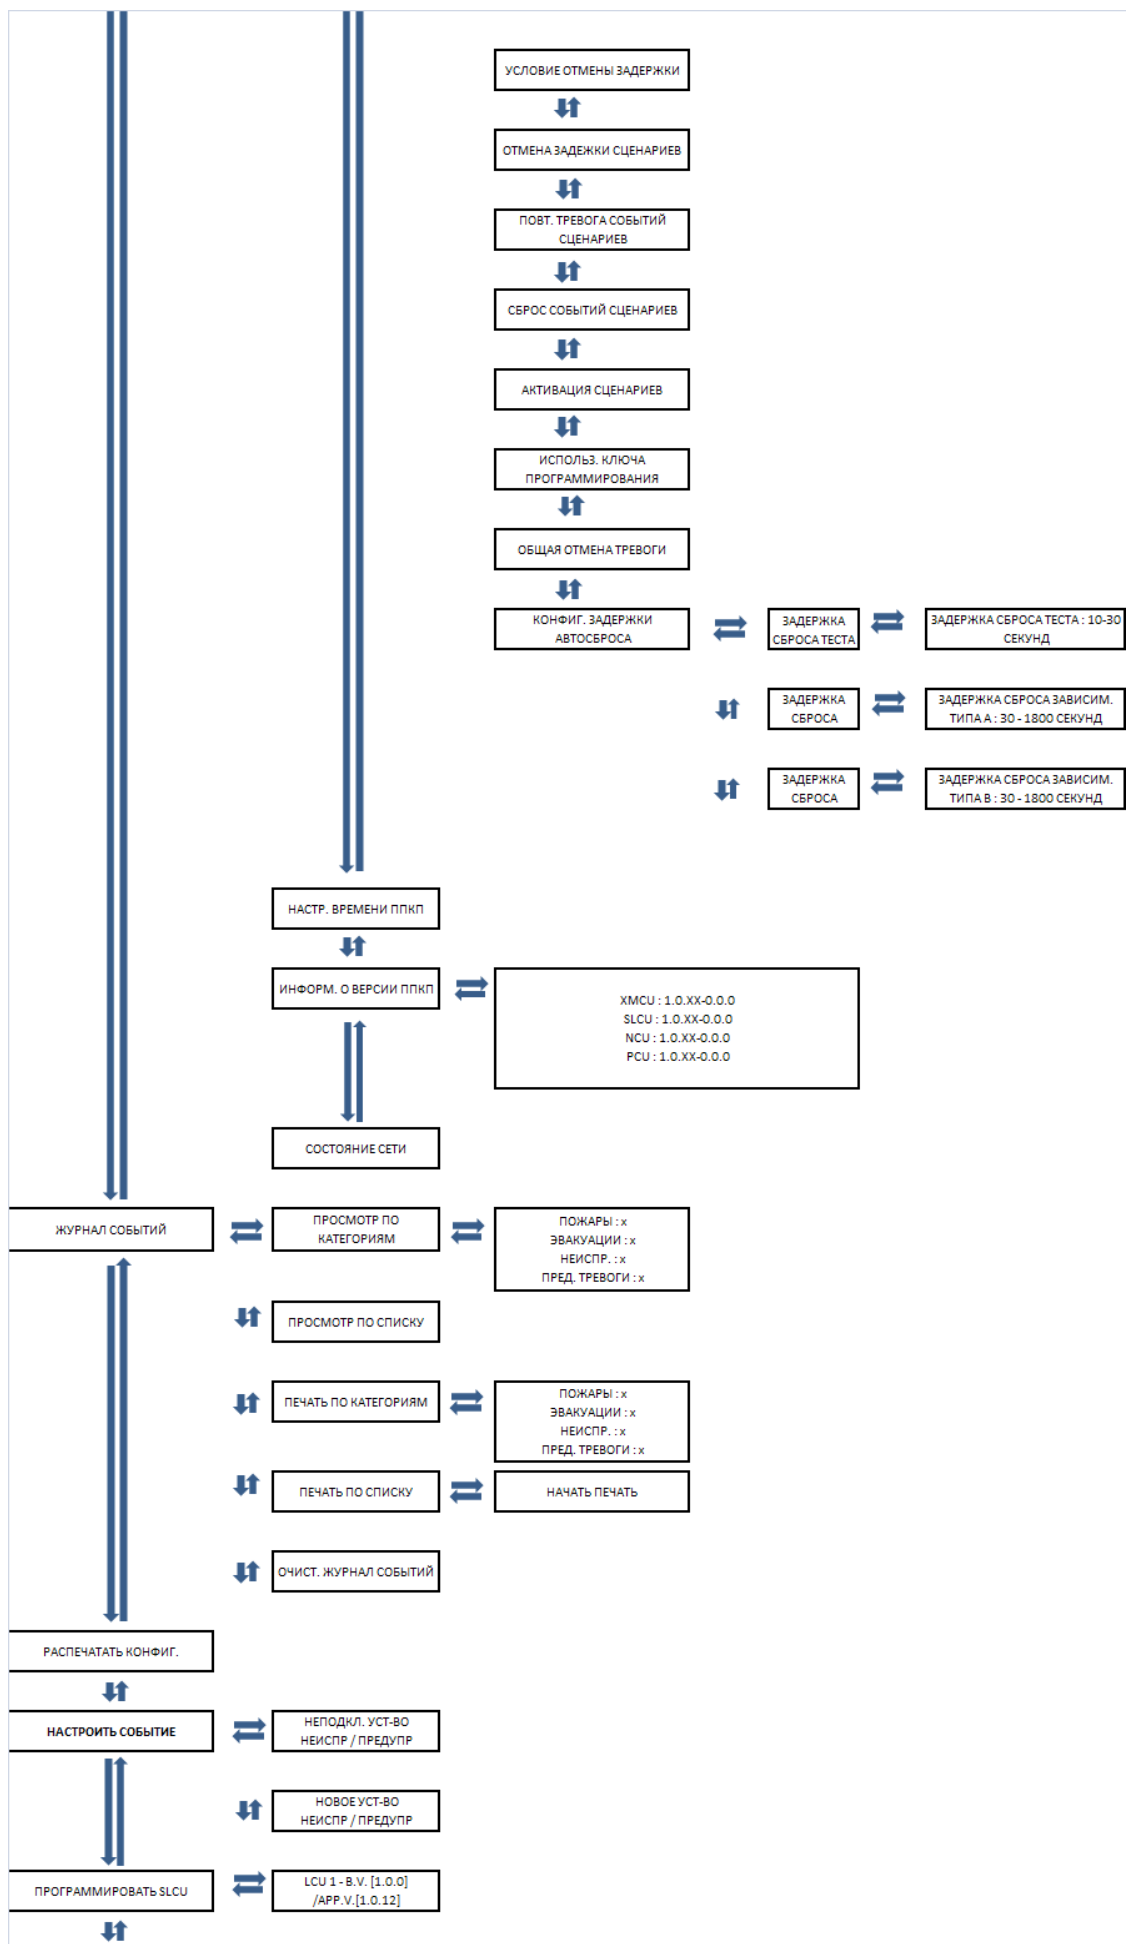 УСЛОВИЕ ОТМЕНЫ ЗАДЕРЖКИ
ОТМЕНА ЗАДЕЖКИ СЦЕНАРИЕВ
ПОВТ. ТРЕВОГА СОБЫТИЙ
СЦЕНАРИЕВ
СБРОС СОБЫТИЙ СЦЕНАРИЕВ
АКТИВАЦИЯ СЦЕНАРИЕВ
ИСПОЛЬЗ. КЛЮЧА
ПРОГРАММИРОВАНИЯ
ОБЩАЯ ОТМЕНА ТРЕВОГИ
КОНФИГ. ЗАДЕРЖКИ
АВТОСБРОСА
ЗАДЕРЖКА
СБРОСА ТЕСТА
ЗАДЕРЖКА СБРОСА ТЕСТА : 10-30
СЕКУНД
ЗАДЕРЖКА
СБРОСА
ЗАДЕРЖКА СБРОСА ЗАВИСИМ.
ТИПА А : 30 - 1800 СЕКУНД
ЗАДЕРЖКА
СБРОСА
ЗАДЕРЖКА СБРОСА ЗАВИСИМ.
ТИПА В : 30 - 1800 СЕКУНД
НАСТР. ВРЕМЕНИ ППКП
ИНФОРМ. О ВЕРСИИ ППКП
XMCU : 1.0.XX-0.0.0
SLCU : 1.0.XX-0.0.0
NCU : 1.0.XX-0.0.0
PCU : 1.0.XX-0.0.0
СОСТОЯНИЕ СЕТИ
ЖУРНАЛ СОБЫТИЙ
ПРОСМОТР ПО
КАТЕГОРИЯМ
ПОЖАРЫ : x
ЭВАКУАЦИИ : x
НЕИСПР. : x
ПРЕД. ТРЕВОГИ : x
ПРОСМОТР ПО СПИСКУ
ПЕЧАТЬ ПО КАТЕГОРИЯМ
ПОЖАРЫ : x
ЭВАКУАЦИИ : x
НЕИСПР. : x
ПРЕД. ТРЕВОГИ : x
ПЕЧАТЬ ПО СПИСКУ
НАЧАТЬ ПЕЧАТЬ
ОЧИСТ. ЖУРНАЛ СОБЫТИЙ
РАСПЕЧАТАТЬ КОНФИГ.
НАСТРОИТЬ СОБЫТИЕ
НЕПОДКЛ. УСТ-ВО
НЕИСПР / ПРЕДУПР
НОВОЕ УСТ-ВО
НЕИСПР / ПРЕДУПР
ПРОГРАММИРОВАТЬ SLCU
LCU 1 - B.V. [1.0.0]
/APP.V.[1.0.12]